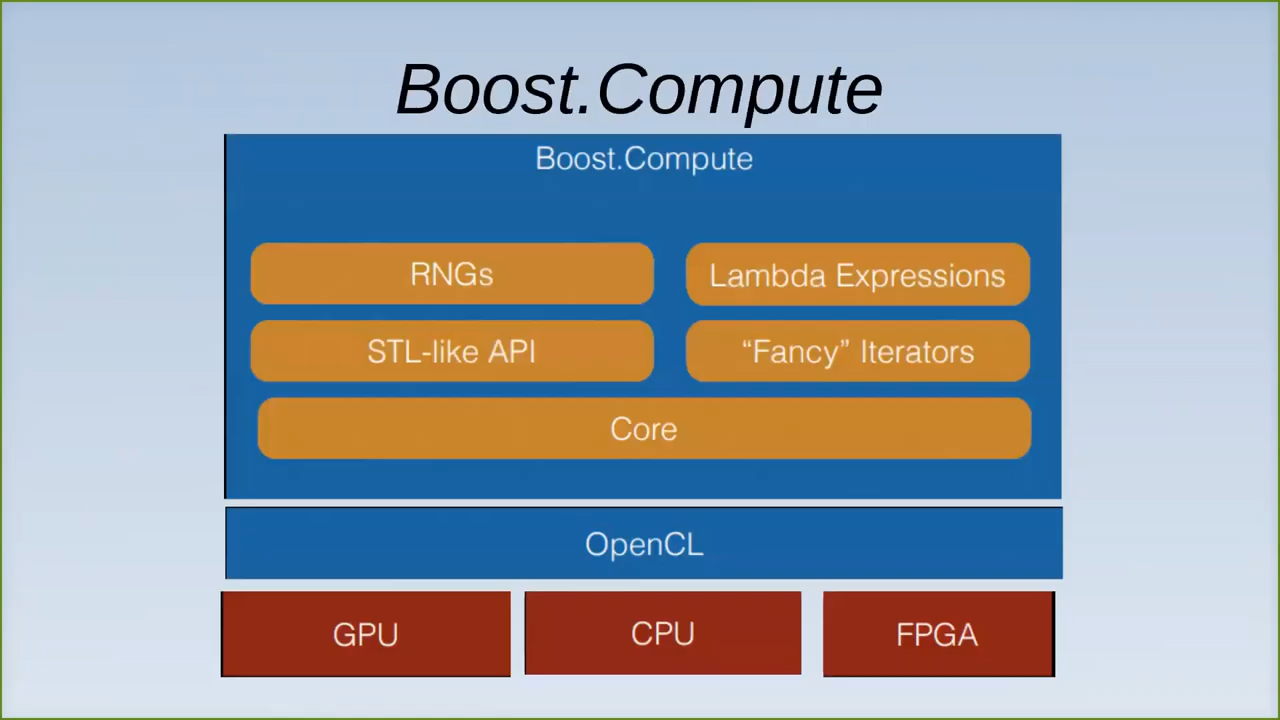 Boost.Compute
Boost.Compute
RNGs
Lambda Expressions
STL-like API
“Fancy” Iterators
Core
OpenCL
GPU
CPU
FPGA